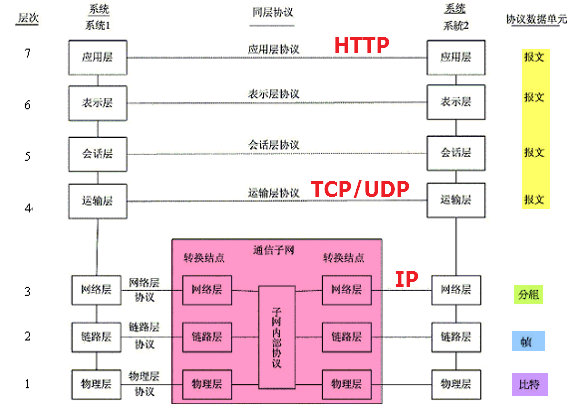 层次 系统 同层协议 系统 协议数据单元
系统1 系統2
7 应用层 应用层协议 HTTP 应用层 报文
6 表示层 表示层协议 表示层 报文
5 会话层 会话层协议 会话层 报文
4 运输层 运输层协议 TCP/UDP 运输层 报文
通信子网
转换结点 转换结点
3 网络层 网络层协议 网络层 网络层 IP 网络层 分組
子网内部协议
2 链路层 链路层协议 链路层 链路层 链路层 帧
1 物理层 物理层协议 物理层 物理层 物理层 比特